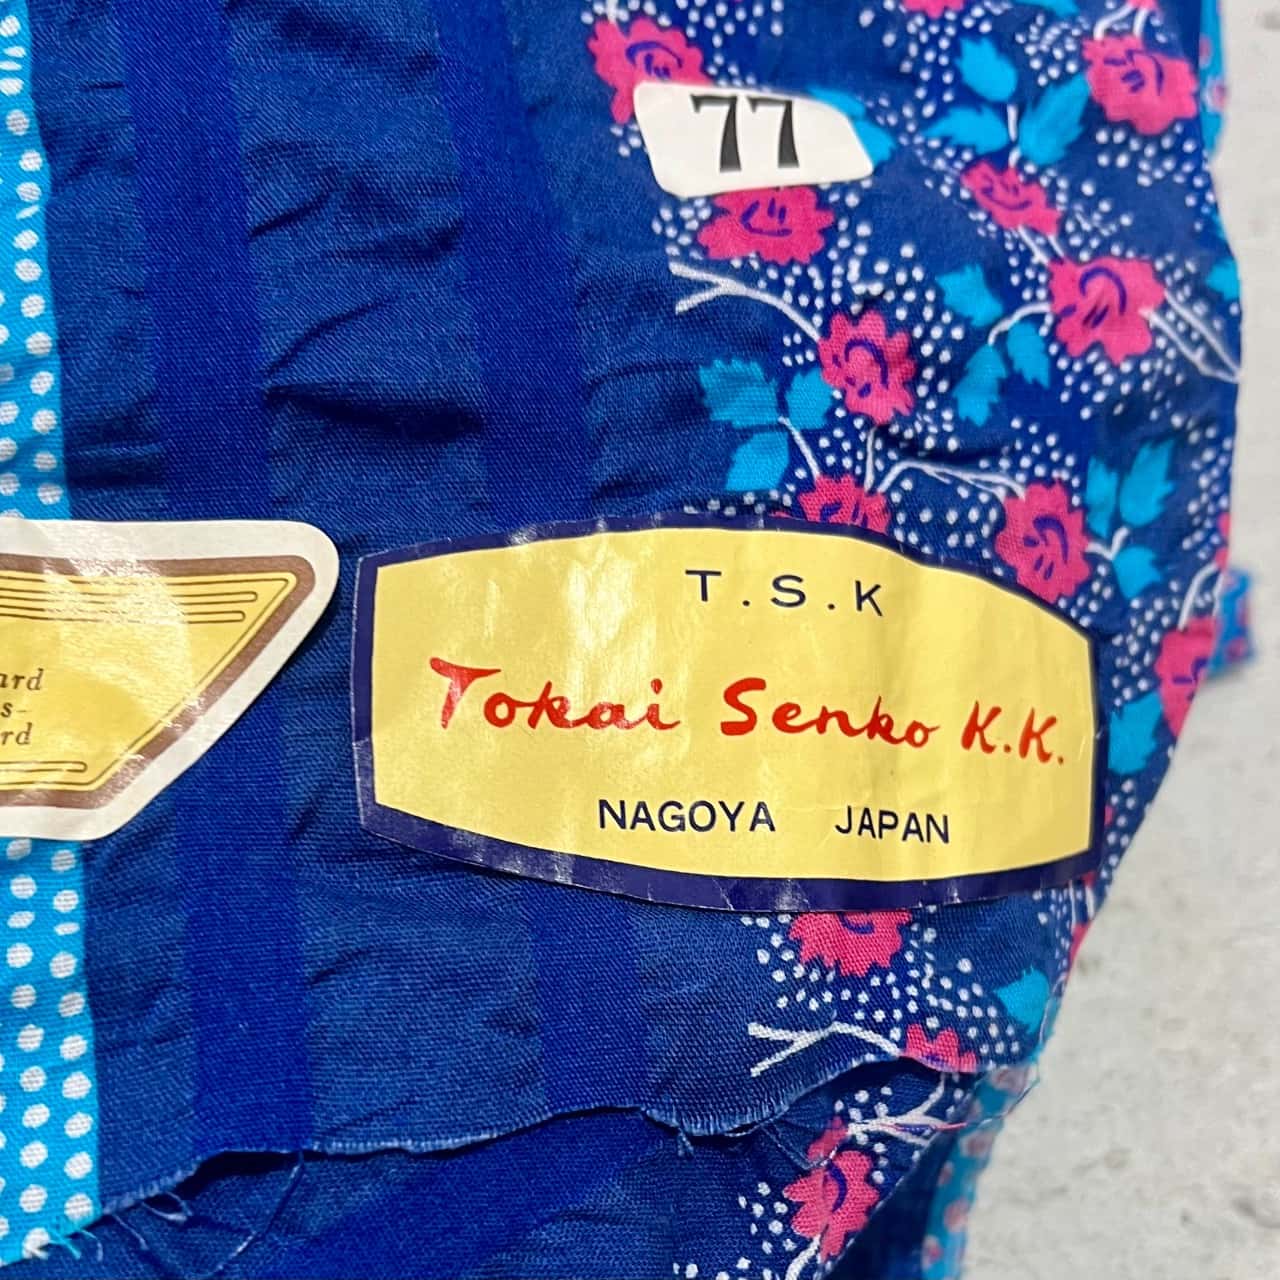 77
T.S.K
Tokai Senko K.K.
NAGOYA JAPAN